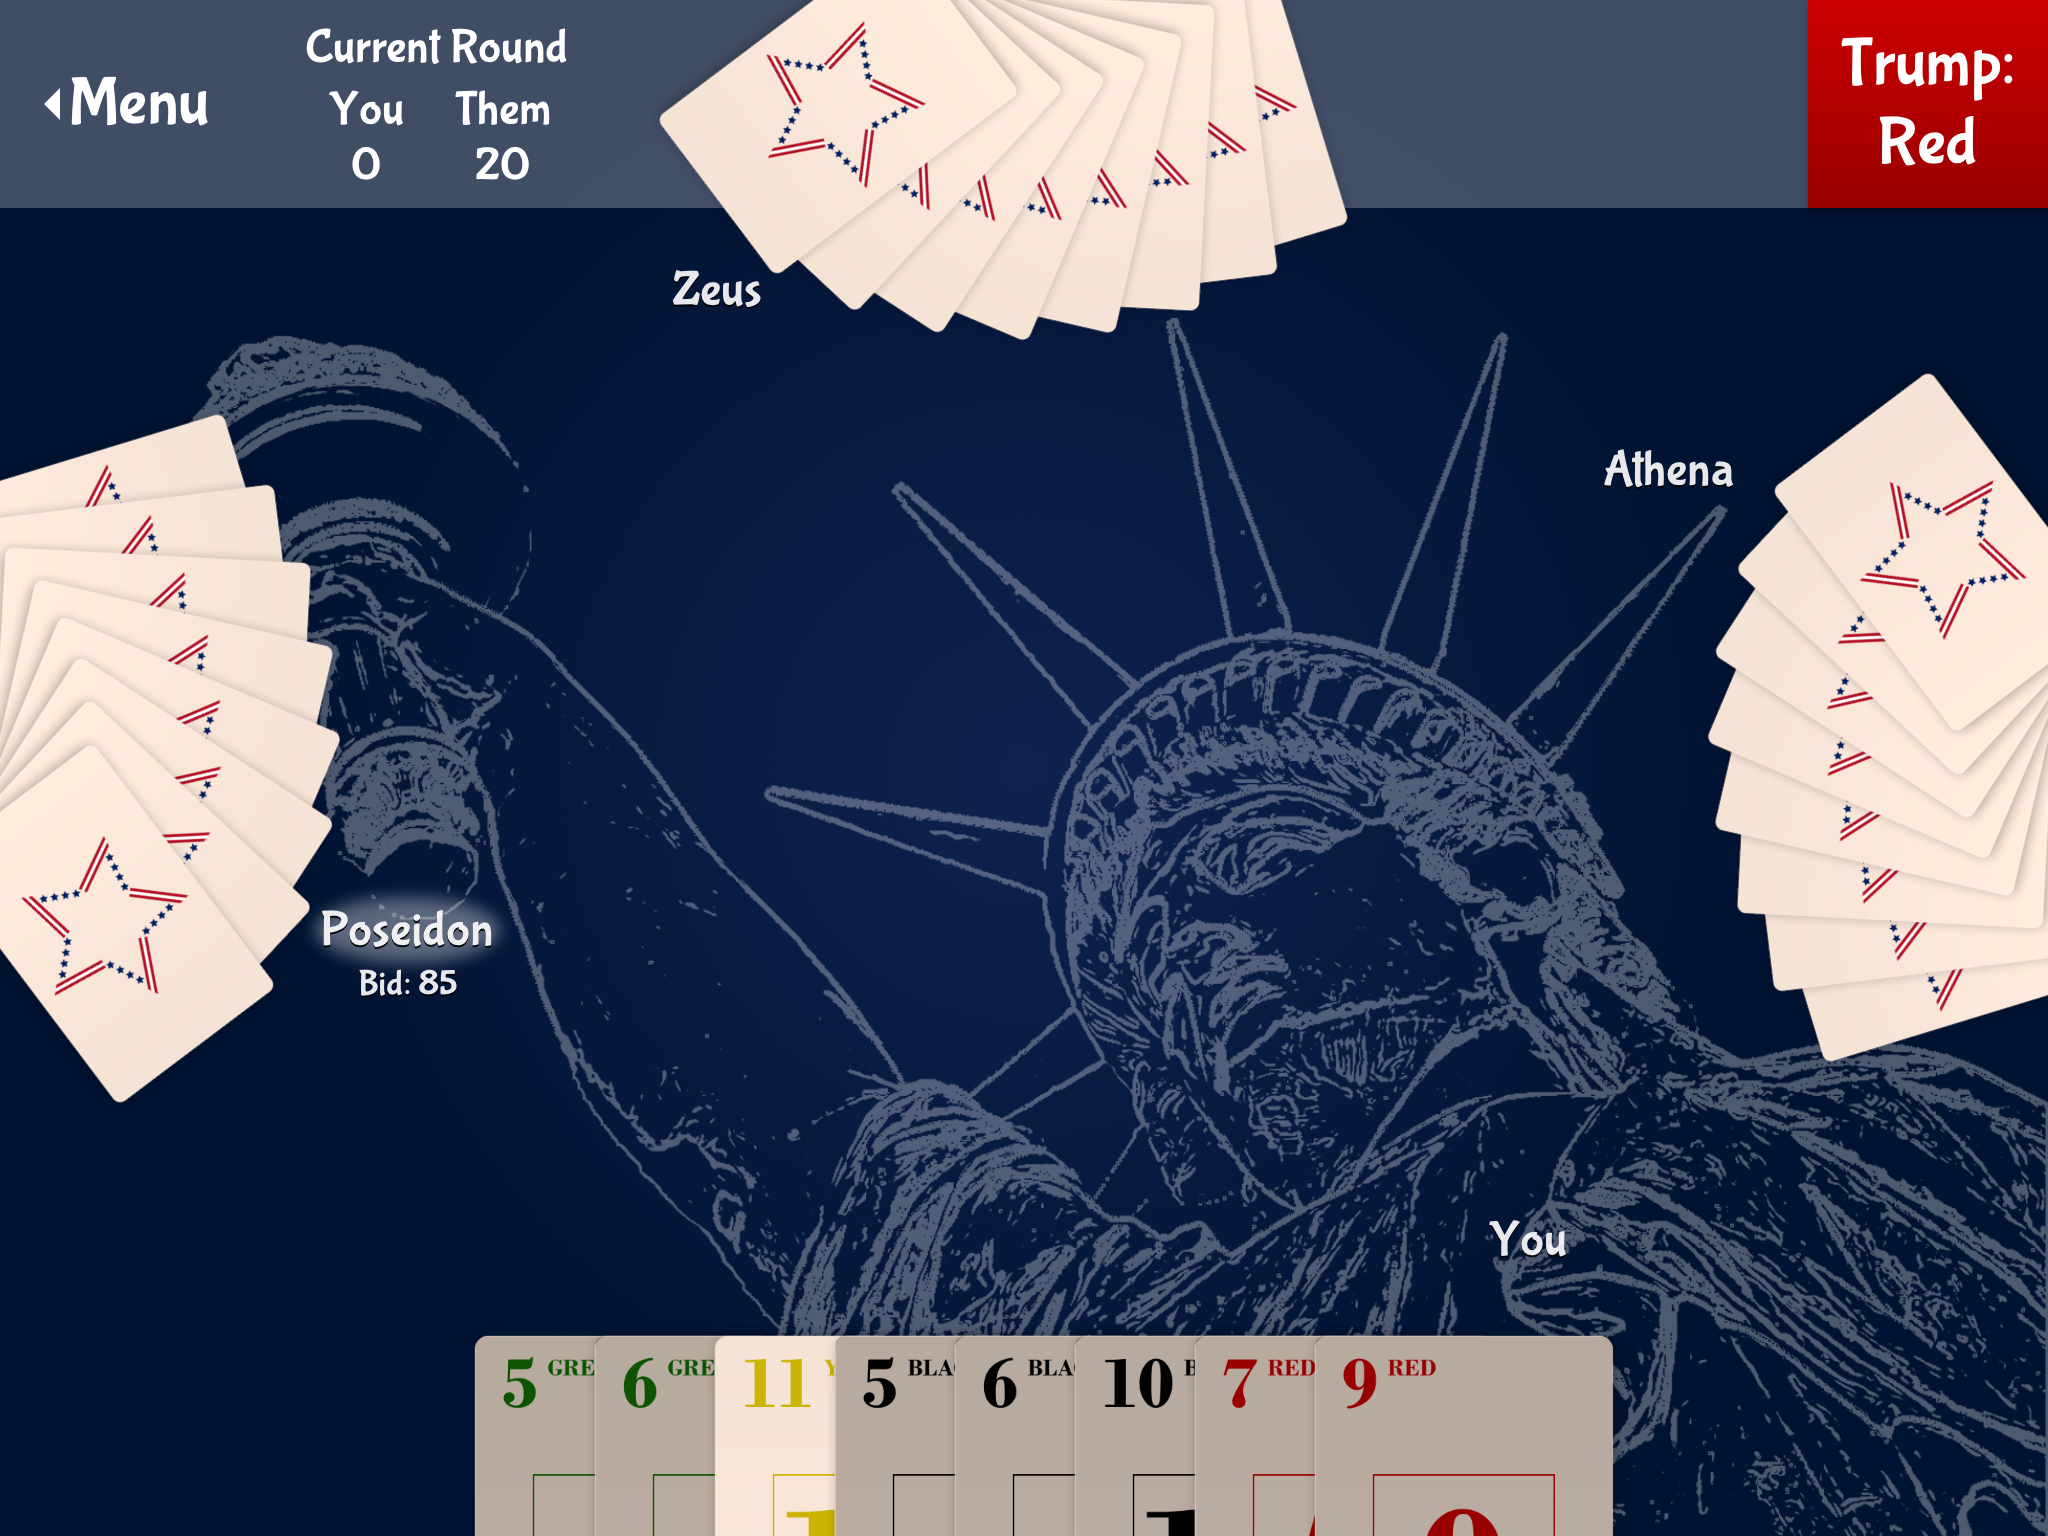 Menu
Current Round
You Them
0 20
Trump:
Red
Zeus
Athena
Poseidon
Bid: 85
You
5 GRE 6 GRE 11 Y 5 BLA 6 BLA 10 B 7 RED 9 RED